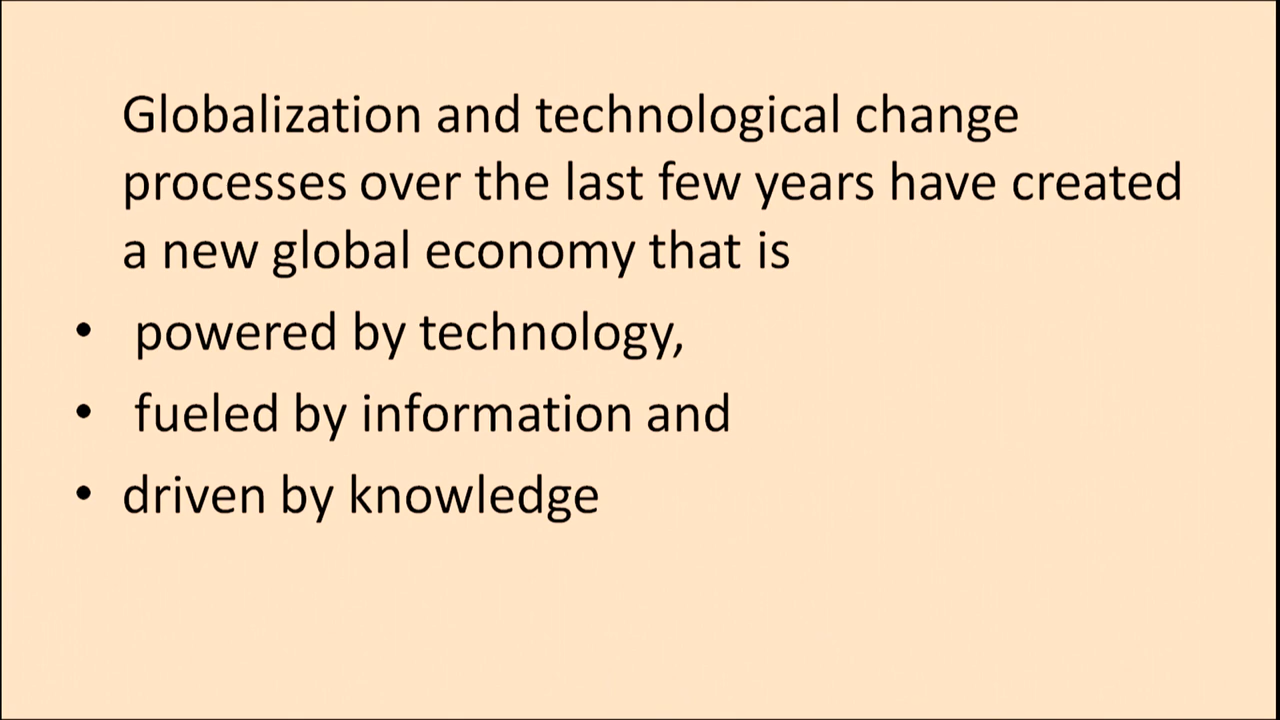 Globalization and technological change
processes over the last few years have created
a new global economy that is
• powered by technology,
• fueled by information and
• driven by knowledge